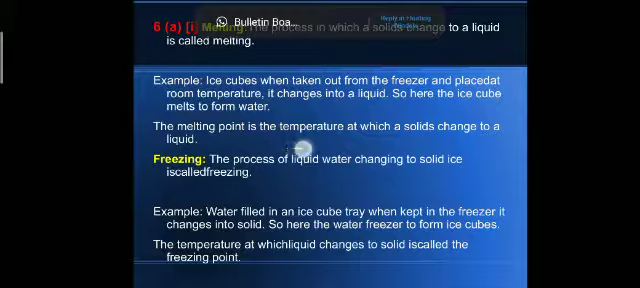 Bulletin Boa...
Reply in Floating
6 (a) [i] Melting: The process in which a solids change to a liquid
is called melting.
Example: Ice cubes when taken out from the freezer and placedat
room temperature, it changes into a liquid. So here the ice cube
melts to form water.
The melting point is the temperature at which a solids change to a
liquid.
Freezing: The process of liquid water changing to solid ice
iscalledfreezing.
Example: Water filled in an ice cube tray when kept in the freezer it
changes into solid. So here the water freezer to form ice cubes.
The temperature at whichliquid changes to solid iscalled the
freezing point.